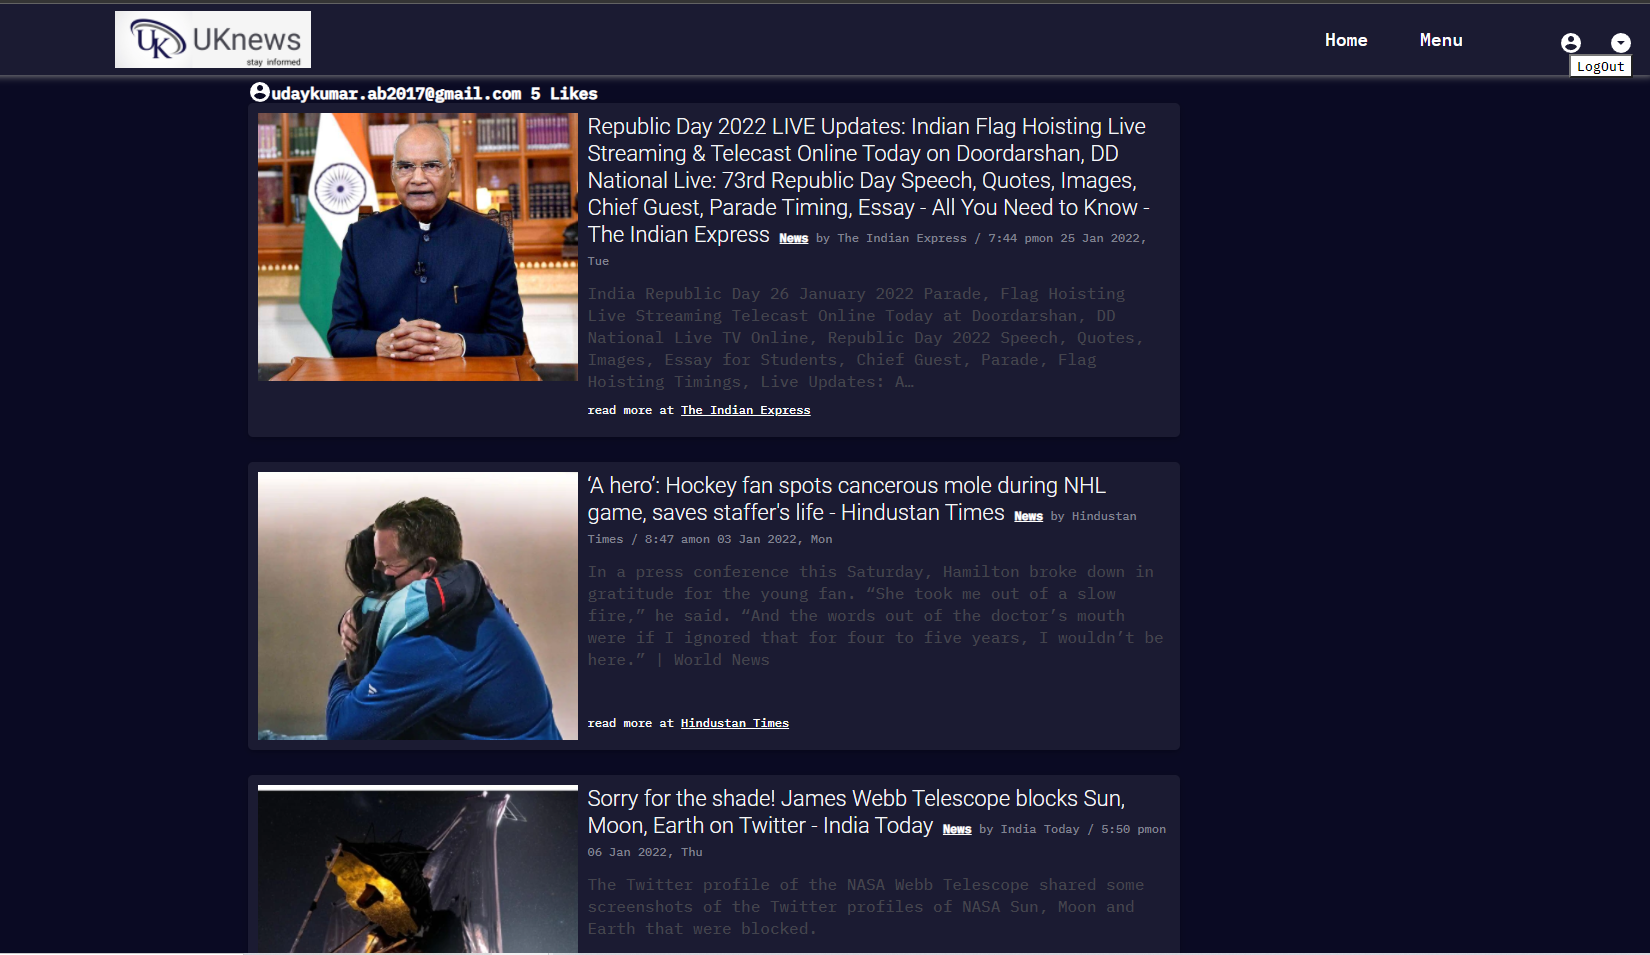 UK UKnews
stay informed
Home Menu
LogOut
udaykumar.ab2017@gmail.com 5 Likes
Republic Day 2022 LIVE Updates: Indian Flag Hoisting Live
Streaming & Telecast Online Today on Doordarshan, DD
National Live: 73rd Republic Day Speech, Quotes, Images,
Chief Guest, Parade Timing, Essay - All You Need to Know -
The Indian Express News by The Indian Express / 7:44 pmon 25 Jan 2022,
Tue
India Republic Day 26 January 2022 Parade, Flag Hoisting
Live Streaming Telecast Online Today at Doordarshan, DD
National Live TV Online, Republic Day 2022 Speech, Quotes,
Images, Essay for Students, Chief Guest, Parade, Flag
Hoisting Timings, Live Updates: A…
read more at The Indian Express
‘A hero’: Hockey fan spots cancerous mole during NHL
game, saves staffer's life - Hindustan Times News by Hindustan
Times / 8:47 amon 03 Jan 2022, Mon
In a press conference this Saturday, Hamilton broke down in
gratitude for the young fan. “She took me out of a slow
fire,” he said. “And the words out of the doctor’s mouth
were if I ignored that for four to five years, I wouldn’t be
here.” | World News
read more at Hindustan Times
Sorry for the shade! James Webb Telescope blocks Sun,
Moon, Earth on Twitter - India Today News by India Today / 5:50 pmon
06 Jan 2022, Thu
The Twitter profile of the NASA Webb Telescope shared some
screenshots of the Twitter profiles of NASA Sun, Moon and
Earth that were blocked.